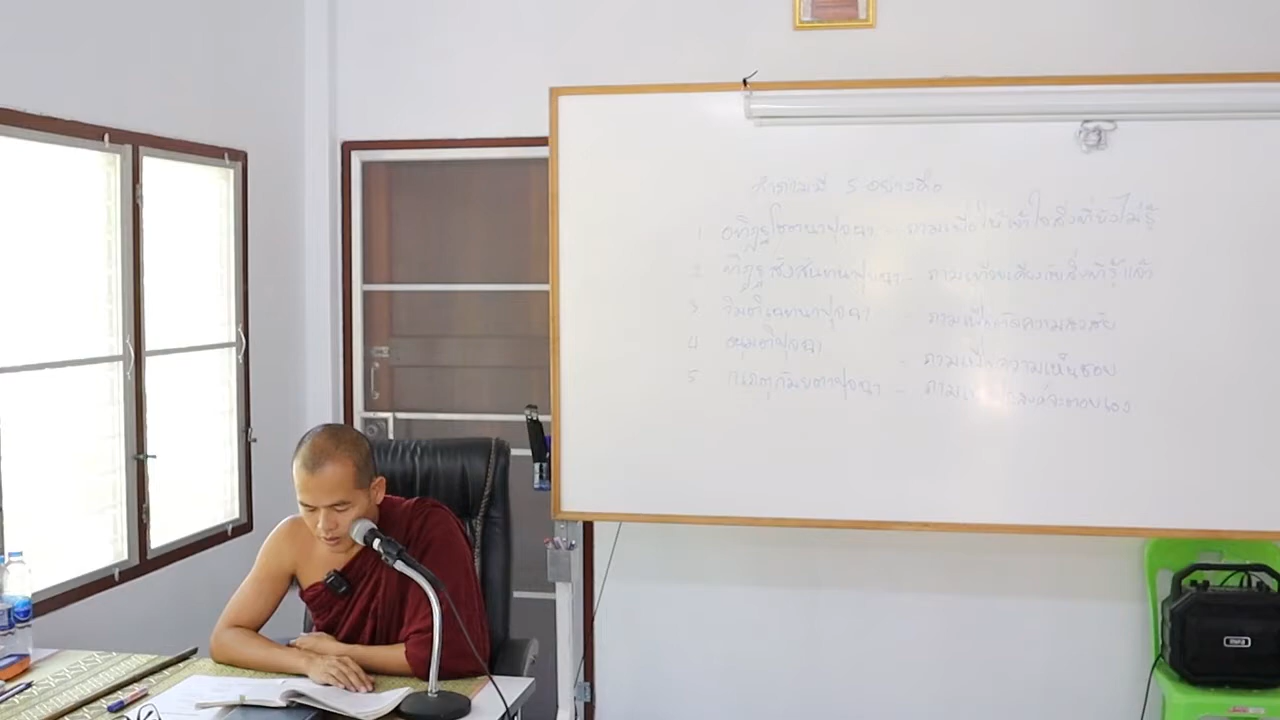 คำถามมี 5 อย่างคือ
1 อทิฏฐโชตนาปุจฉา - ถามเพื่อให้เข้าใจสิ่งที่ยังไม่รู้
2 ทิฏฐสังสันทนาปุจฉา - ถามเทียบเคียงกับสิ่งที่รู้แล้ว
3 วิมติเฉทนาปุจฉา - ถามเพื่อตัดความสงสัย
4 อนุมติปุจฉา - ถามเพื่อความเห็นชอบ
5 กเถตุกัมยตาปุจฉา - ถาม จะตอบเอง